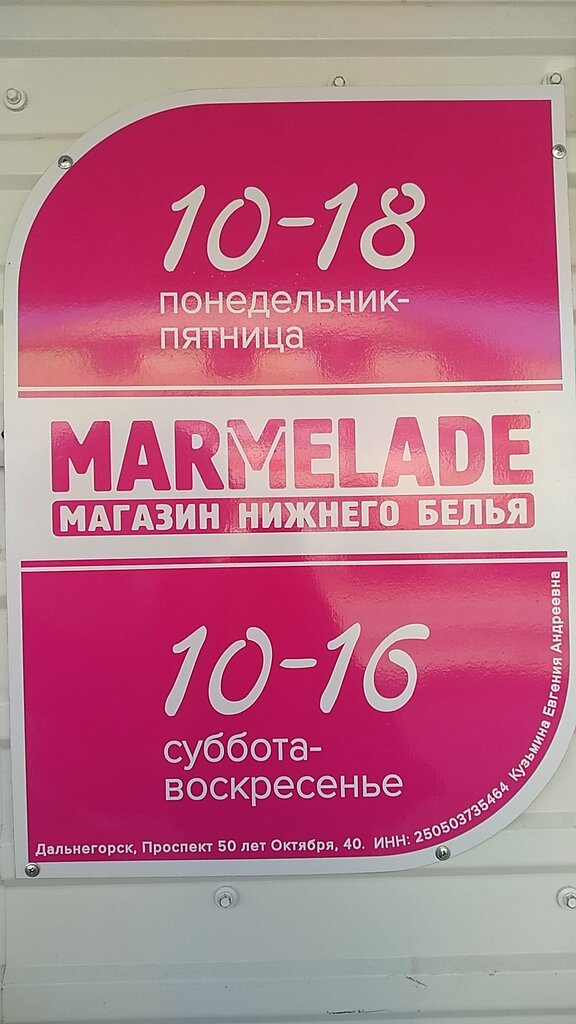 10-18
понедельник-
пятница
MARMELADE
МАГАЗИН НИЖНЕГО БЕЛЬЯ
10-16
суббота-
воскресенье
Дальнегорск, Проспект 50 лет Октября, 40. ИНН: 250503735464 Кузьмина Евгения Андреевна